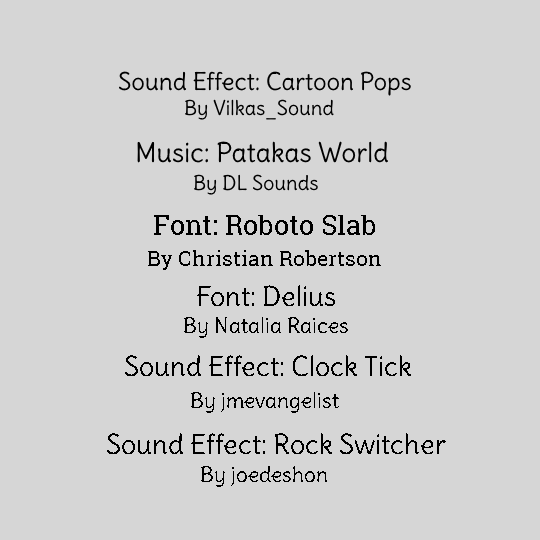 Sound Effect: Cartoon Pops
By Vilkas_Sound
Music: Patakas World
By DL Sounds
Font: Roboto Slab
By Christian Robertson
Font: Delius
By Natalia Raices
Sound Effect: Clock Tick
By jmevangelist
Sound Effect: Rock Switcher
By joedeshon